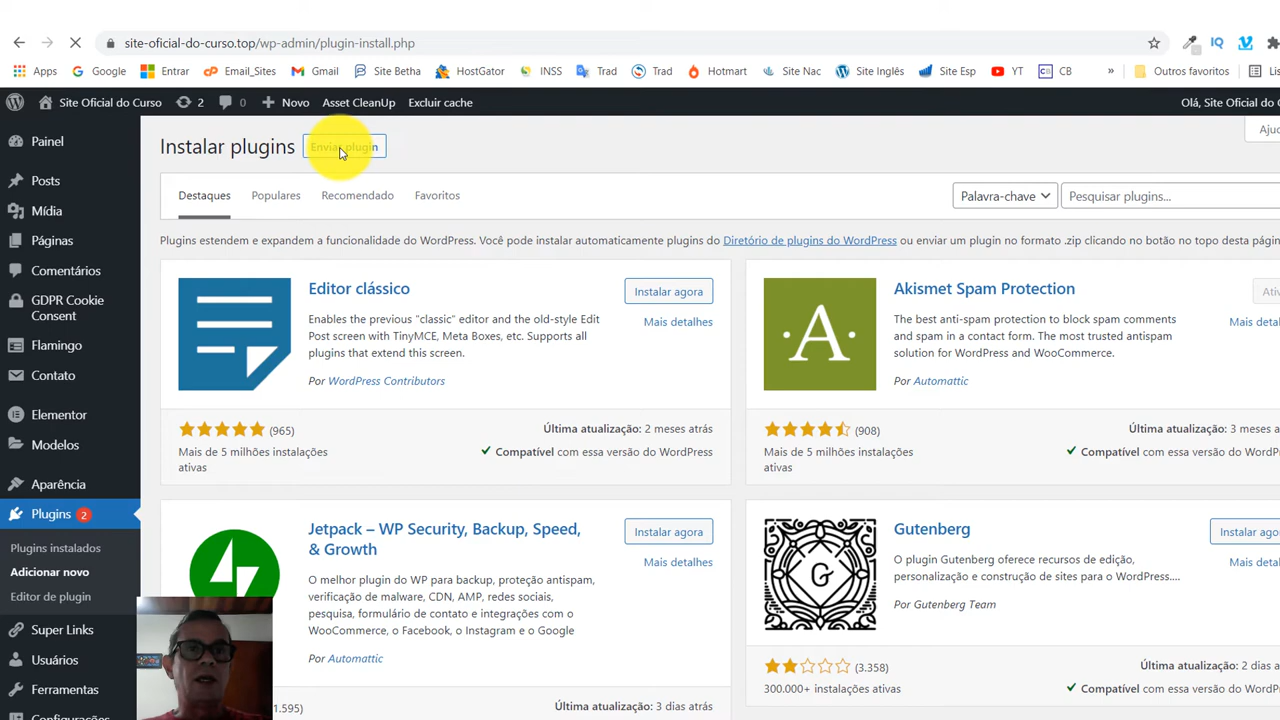 site-oficial-do-curso.top/wp-admin/plugin-install.php
Apps Google Entrar Email_Sites Gmail Site Betha HostGator INSS Trad Trad Hotmart Site Nac Site Inglês Site Esp YT CB » Outros favoritos
Site Oficial do Curso 2 0 Novo Asset CleanUp Excluir cache Olá, Site Oficial do
Painel
Posts
Mídia
Páginas
Comentários
GDPR Cookie
Consent
Flamingo
Contato
Elementor
Modelos
Aparência
Plugins 2
Plugins instalados
Adicionar novo
Editor de plugin
Super Links
Usuários
Ferramentas
Configurações
Instalar plugins Enviar plugin
Destaques Populares Recomendado Favoritos Palavra-chave Pesquisar plugins...
Plugins estendem e expandem a funcionalidade do WordPress. Você pode instalar automaticamente plugins do Diretório de plugins do WordPress ou enviar um plugin no formato .zip clicando no botão no topo desta
Editor clássico
Instalar agora
Mais detalhes
Enables the previous "classic" editor and the old-style Edit
Post screen with TinyMCE, Meta Boxes, etc. Supports all
plugins that extend this screen.
Por WordPress Contributors
(965)
Mais de 5 milhões instalações
ativas
Última atualização: 2 meses atrás
Compatível com essa versão do WordPress
Akismet Spam Protection
The best anti-spam protection to block spam comments
and spam in a contact form. The most trusted antispam
solution for WordPress and WooCommerce.
Por Automattic
A
(908)
Mais de 5 milhões instalações
ativas
Última atualização: 3 meses
Compatível com essa versão do WordPress
Jetpack – WP Security, Backup, Speed,
& Growth
Instalar agora
Mais detalhes
O melhor plugin do WP para backup, proteção antispam,
verificação de malware, CDN, AMP, redes sociais,
pesquisa, formulário de contato e integrações com o
WooCommerce, o Facebook, o Instagram e o Google
Por Automattic
1.595)
Última atualização: 3 dias atrás
Gutenberg
Instalar
O plugin Gutenberg oferece recursos de edição,
personalização e construção de sites para o WordPress....
Por Gutenberg Team
G
(3.358)
300.000+ instalações ativas
Última atualização: 2 dias
Compatível com essa versão do WordPress